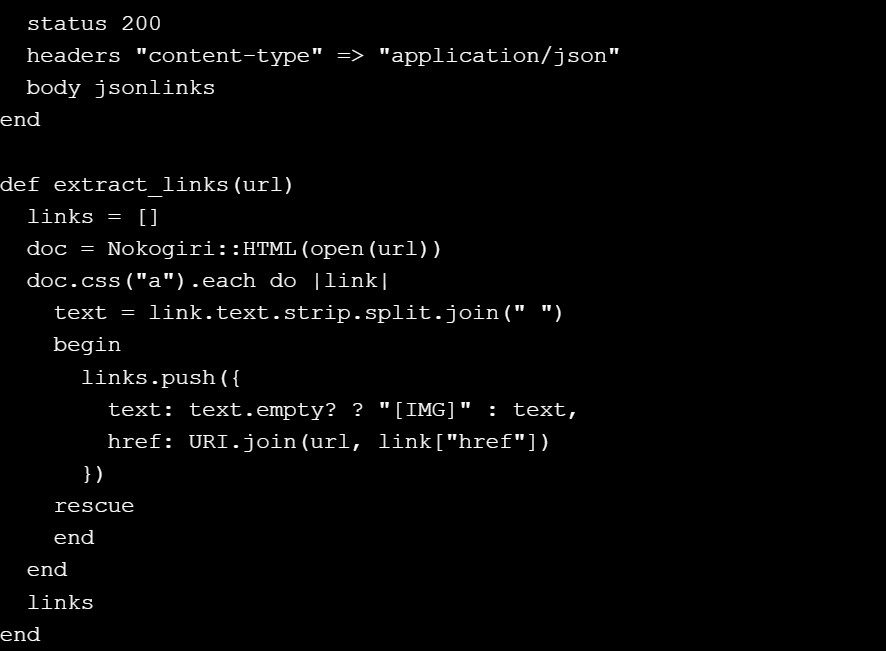 status 200
  headers "content-type" => "application/json"
  body jsonlinks
end

def extract_links(url)
  links = []
  doc = Nokogiri::HTML(open(url))
  doc.css("a").each do |link|
    text = link.text.strip.split.join(" ")
    begin
      links.push({
        text: text.empty? ? "[IMG]" : text,
        href: URI.join(url, link["href"])
      })
    rescue
    end
  end
  links
end